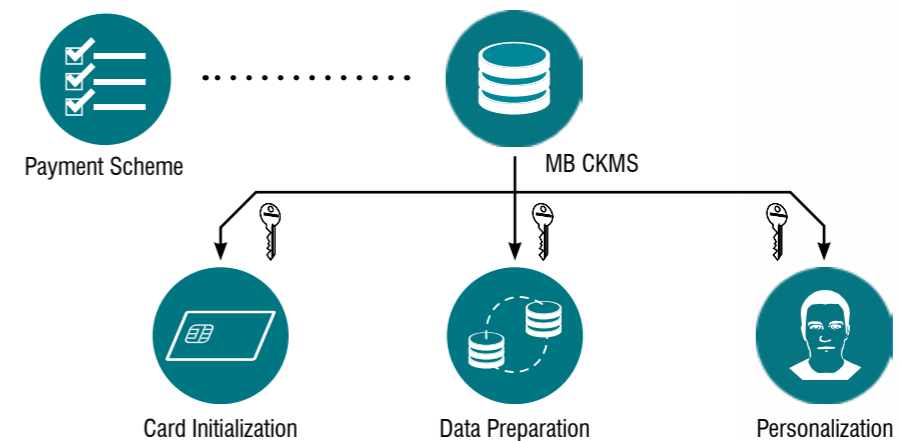 Payment Scheme
MB CKMS
Card Initialization
Data Preparation
Personalization